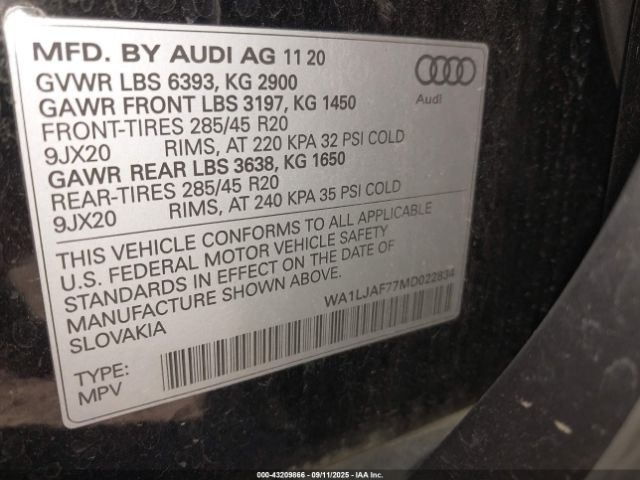 MFD. BY AUDI AG 11 20
GVWR LBS 6393, KG 2900
GAWR FRONT LBS 3197, KG 1450
FRONT-TIRES 285/45 R20
9JX20 RIMS, AT 220 KPA 32 PSI COLD
GAWR REAR LBS 3638, KG 1650
REAR-TIRES 285/45 R20
9JX20 RIMS, AT 240 KPA 35 PSI COLD
Audi
THIS VEHICLE CONFORMS TO ALL APPLICABLE
U.S. FEDERAL MOTOR VEHICLE SAFETY
STANDARDS IN EFFECT ON THE DATE OF
MANUFACTURE SHOWN ABOVE.
SLOVAKIA
WA1LJAF77MD022834
TYPE:
MPV
000-43209866 - 09/11/2025 - IAA Inc.